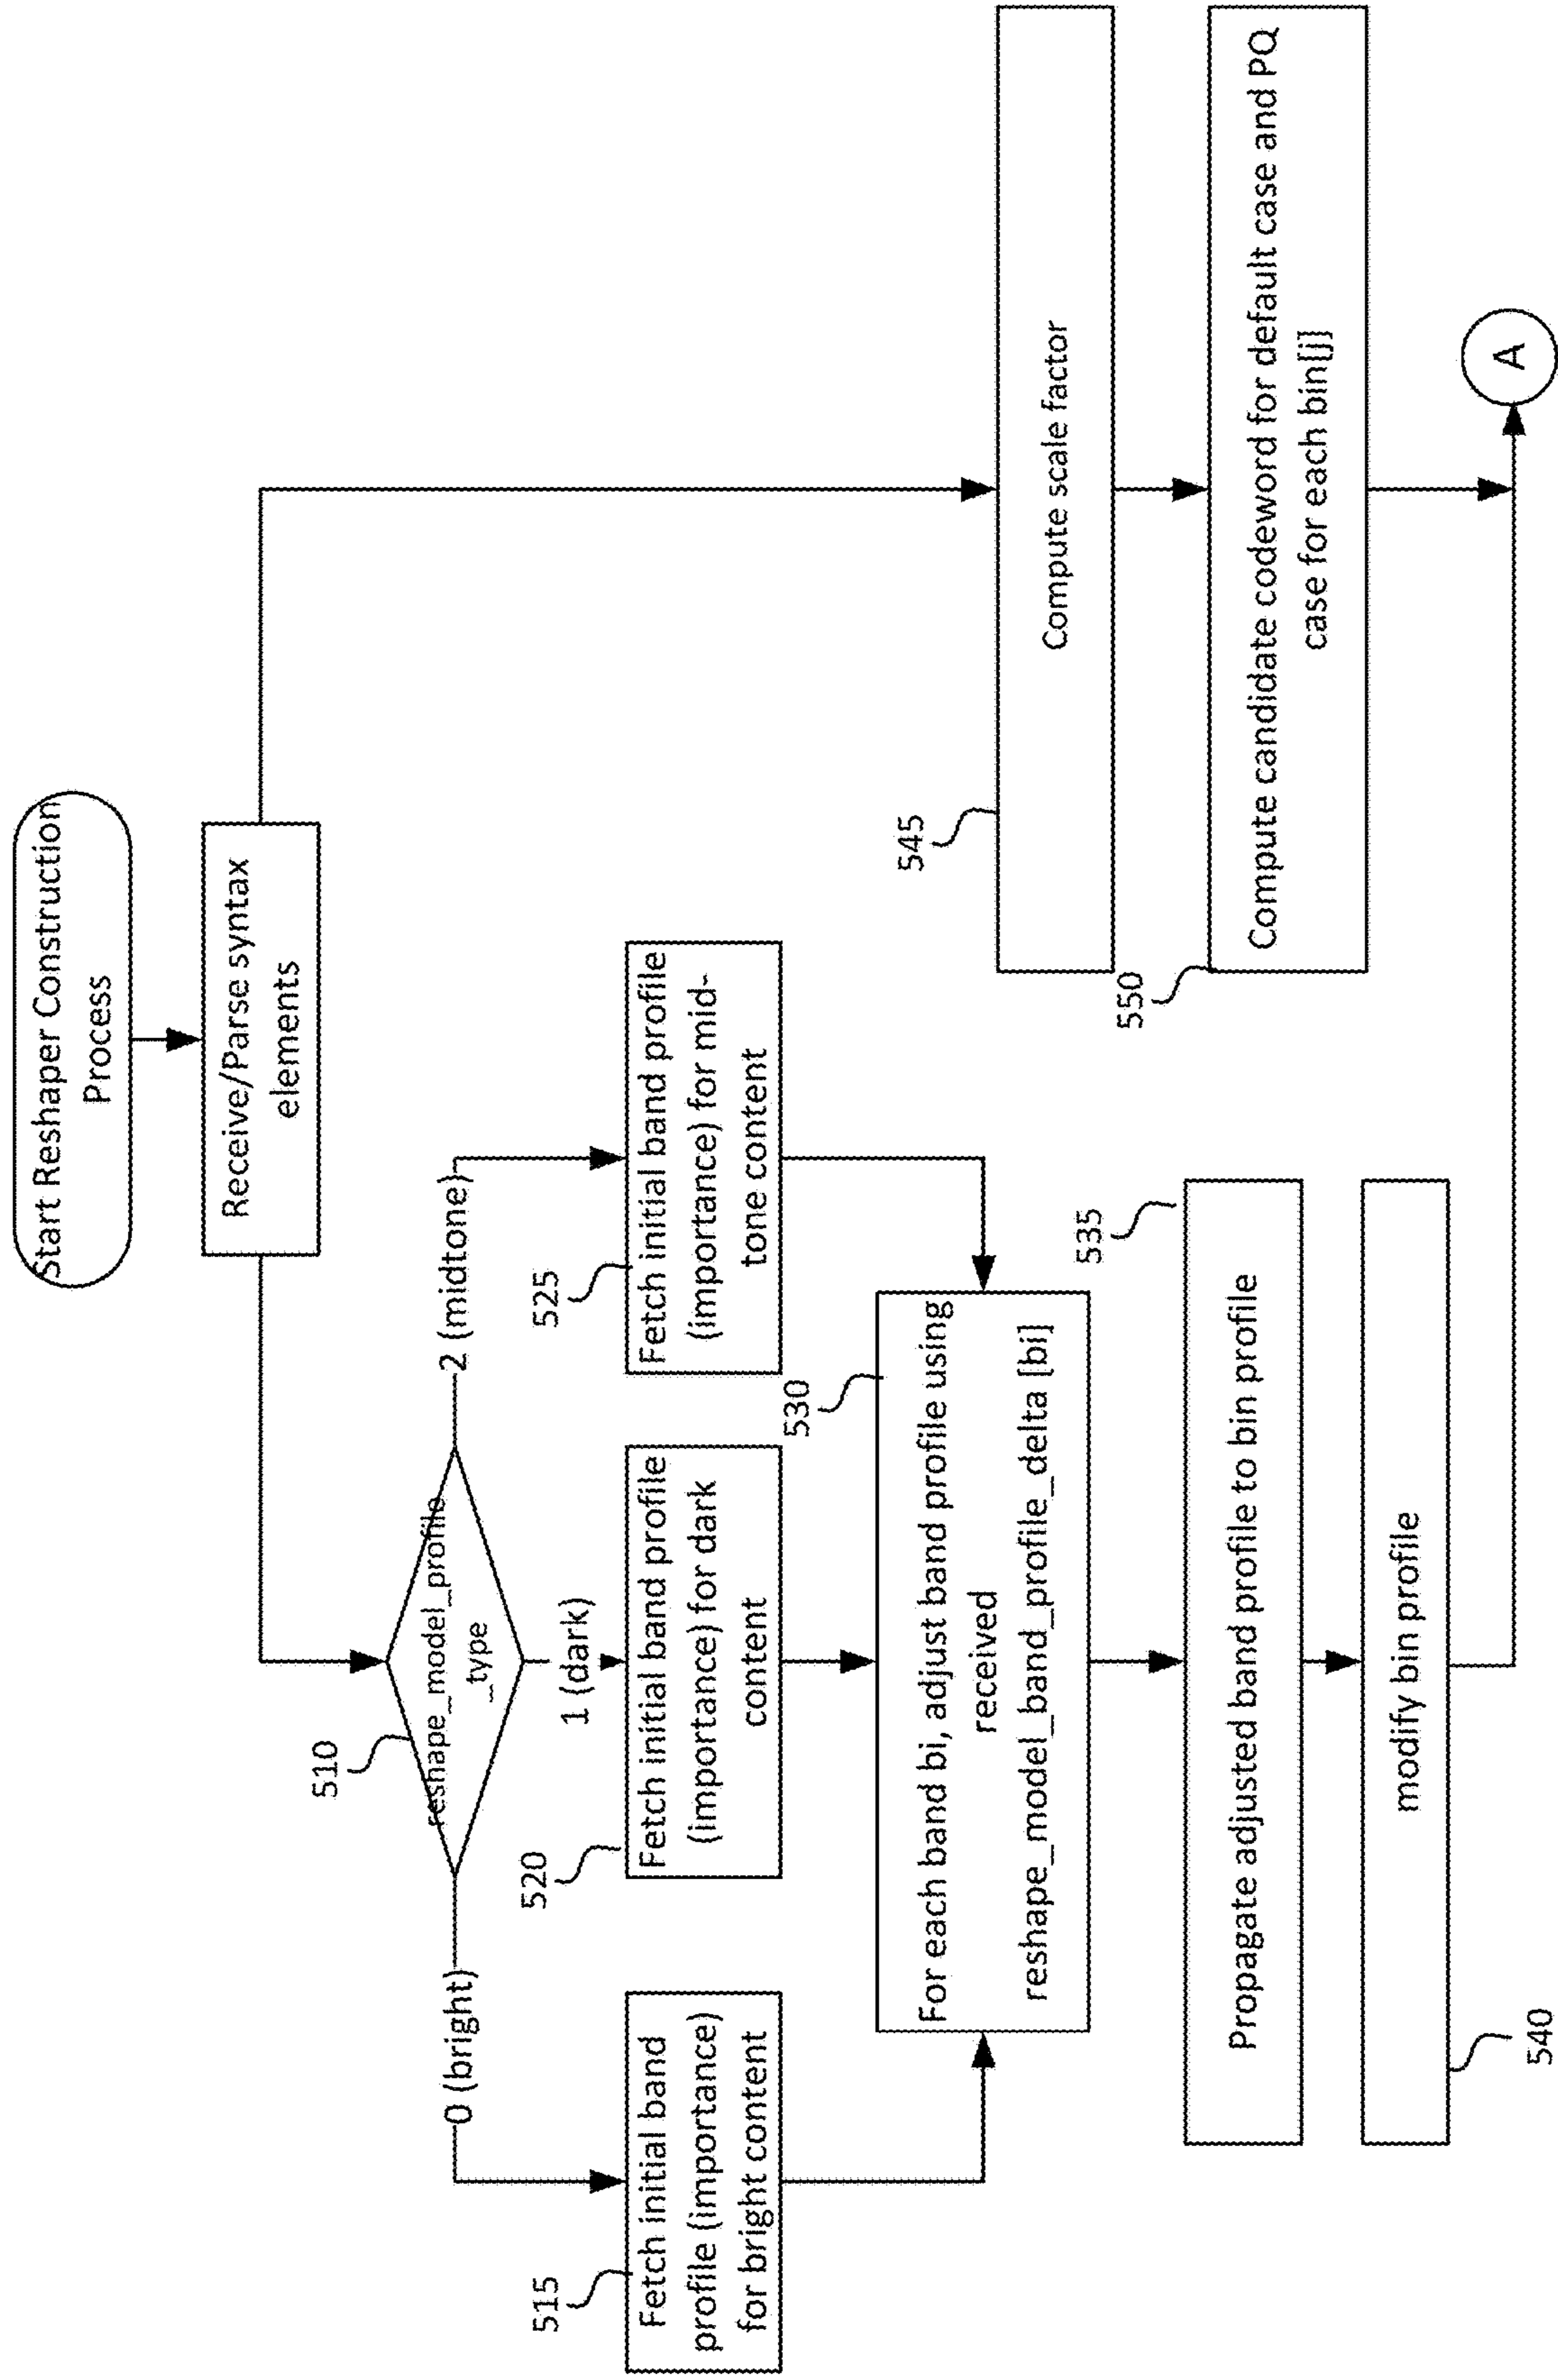 Start Reshaper Construction
Process
Receive/Parse syntax
elements
510
reshape_model_profile
_type
0 (bright)
1 (dark)
2 (midtone)
515
Fetch initial band
profile (importance)
for bright content
520
Fetch initial band profile
(importance) for dark
content
525
Fetch initial band profile
(importance) for mid-
tone content
530
For each band bi, adjust band profile using
received
reshape_model_band_profile_delta [bi]
535
Propagate adjusted band profile to bin profile
540
modify bin profile
545
Compute scale factor
550
Compute candidate codeword for default case and PQ
case for each bin[j]
A